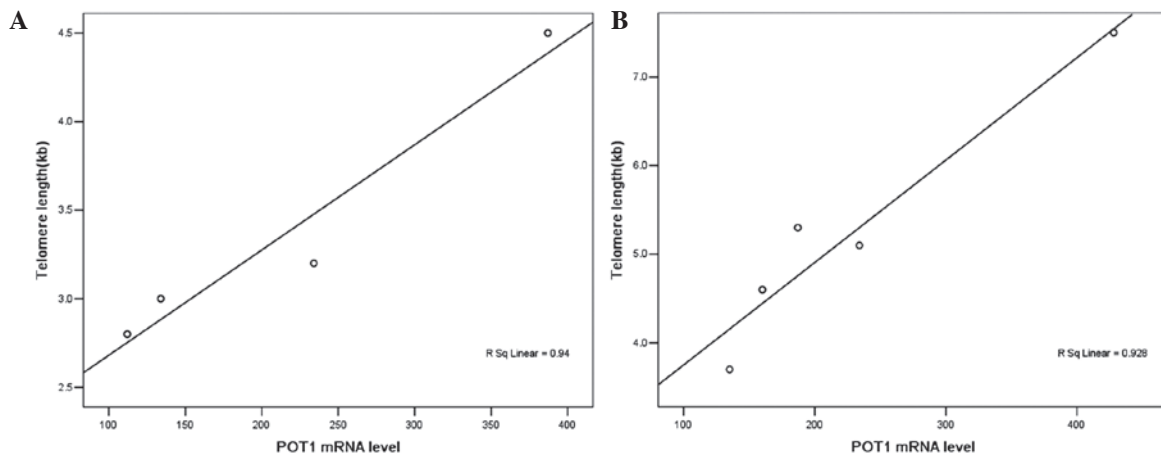 A
4.5
4.0
3.5
3.0
2.5
Telomere length(kb)
R Sq Linear = 0.94
100 150 200 250 300 350 400
POT1 mRNA level
B
7.0
6.0
5.0
4.0
Telomere length(kb)
R Sq Linear = 0.928
100 200 300 400
POT1 mRNA level